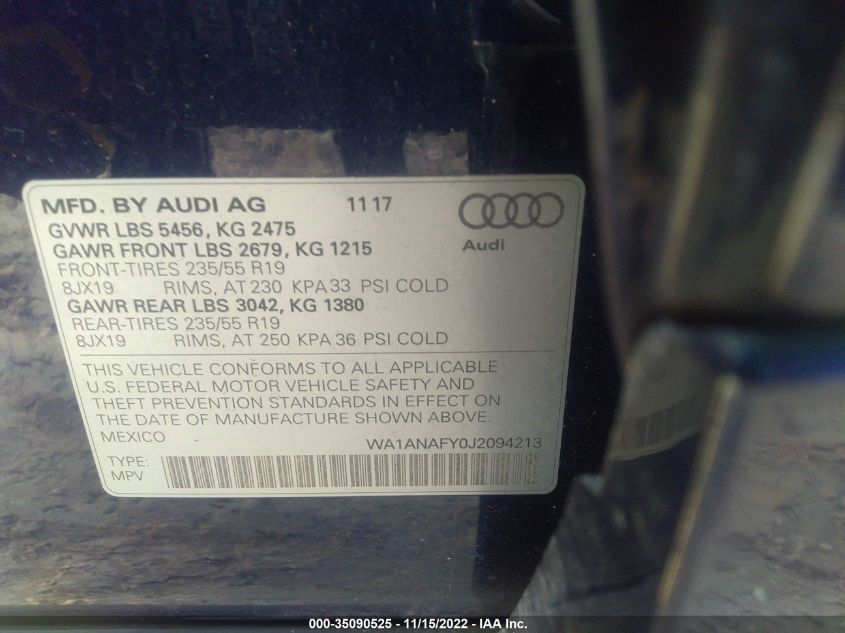 MFD. BY AUDI AG 11 17
GVWR LBS 5456, KG 2475
GAWR FRONT LBS 2679, KG 1215
Audi
FRONT-TIRES 235/55 R19
8JX19 RIMS, AT 230 KPA 33 PSI COLD
GAWR REAR LBS 3042, KG 1380
REAR-TIRES 235/55 R19
8JX19 RIMS, AT 250 KPA 36 PSI COLD
THIS VEHICLE CONFORMS TO ALL APPLICABLE
U.S. FEDERAL MOTOR VEHICLE SAFETY AND
THEFT PREVENTION STANDARDS IN EFFECT ON
THE DATE OF MANUFACTURE SHOWN ABOVE.
MEXICO
WA1ANAFY0J2094213
TYPE:
MPV
000-35090525 - 11/15/2022 - IAA Inc.